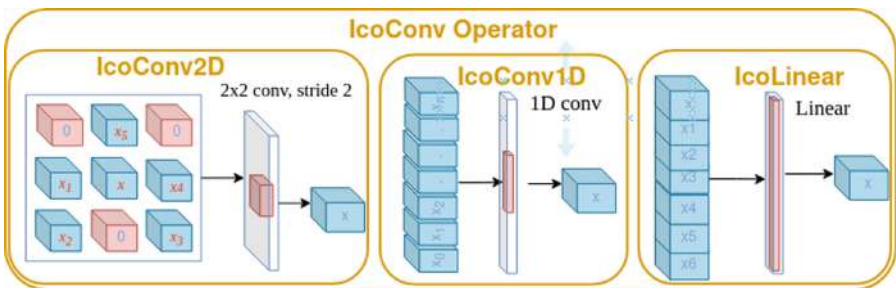 IcoConv Operator
IcoConv2D
2x2 conv, stride 2
0
x5
0
x1
x
x4
x2
0
x3
x
IcoConv1D
1D conv
xn
.
.
.
x2
x1
x0
x
IcoLinear
Linear
x
x1
x2
x3
x4
x5
x6
x